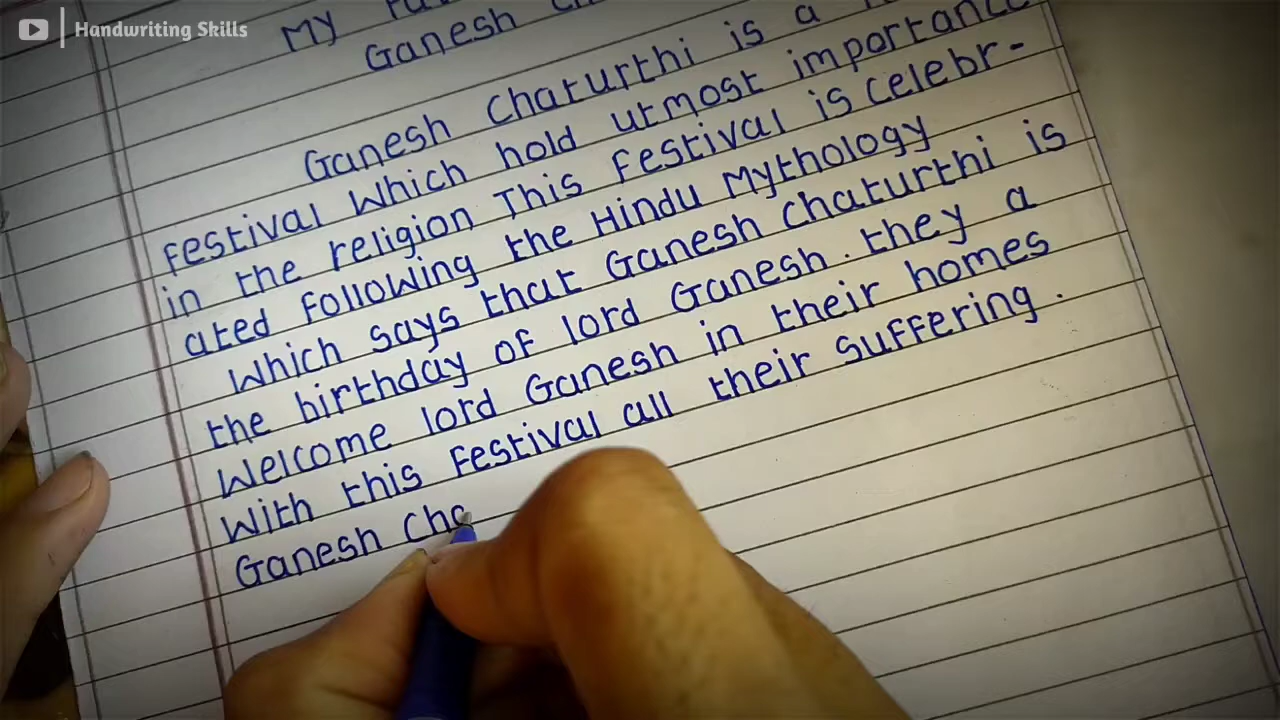 Handwriting Skills
My
Ganesh
Ganesh Chaturthi is a
festival Which hold utmost importance
in the religion This festival is celebr-
ated following the Hindu Mythology
Which says that Ganesh Chaturthi is
the birthday of lord Ganesh. they a
Welcome lord Ganesh in their homes
With this festival all their suffering.
Ganesh Cha